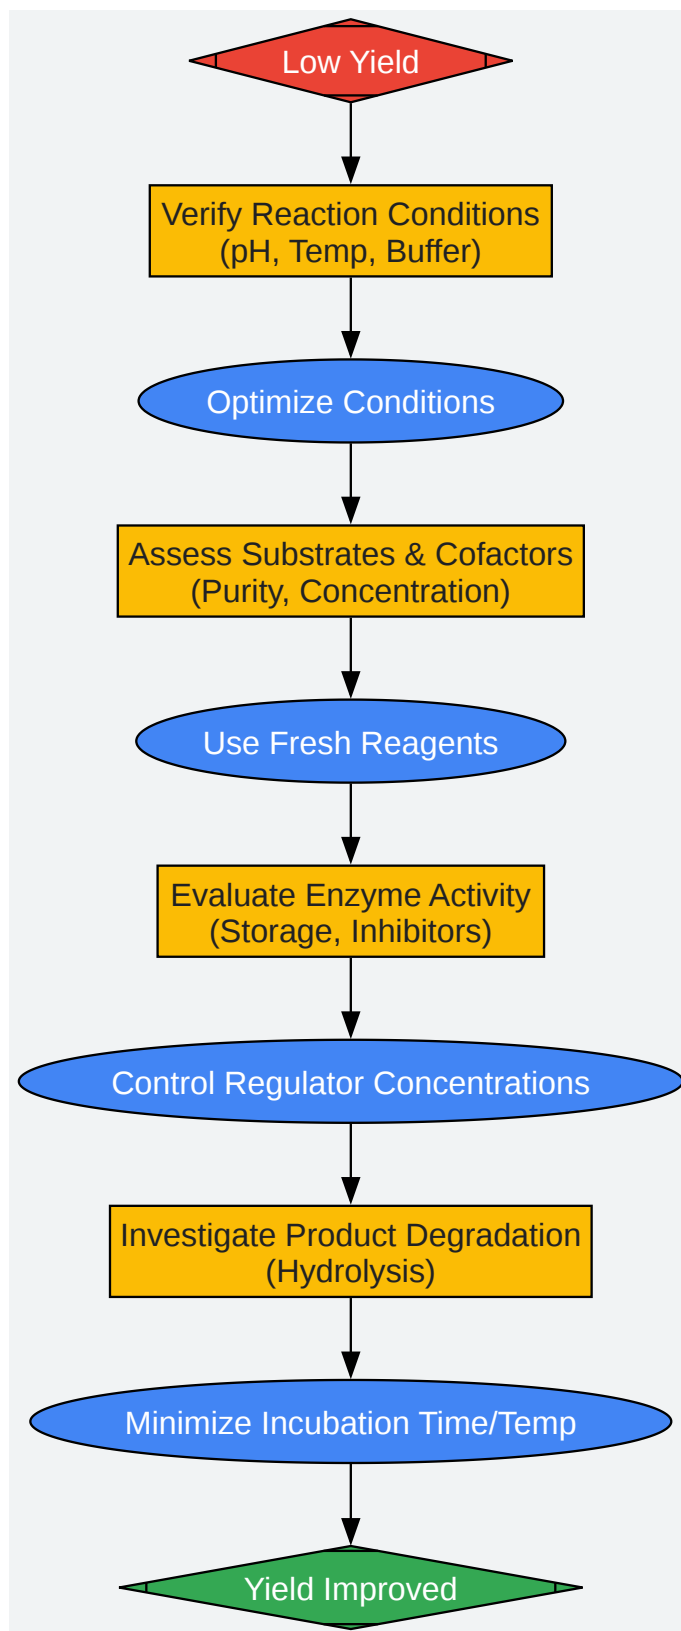 Low Yield
Verify Reaction Conditions
(pH, Temp, Buffer)
Optimize Conditions
Assess Substrates & Cofactors
(Purity, Concentration)
Use Fresh Reagents
Evaluate Enzyme Activity
(Storage, Inhibitors)
Control Regulator Concentrations
Investigate Product Degradation
(Hydrolysis)
Minimize Incubation Time/Temp
Yield Improved